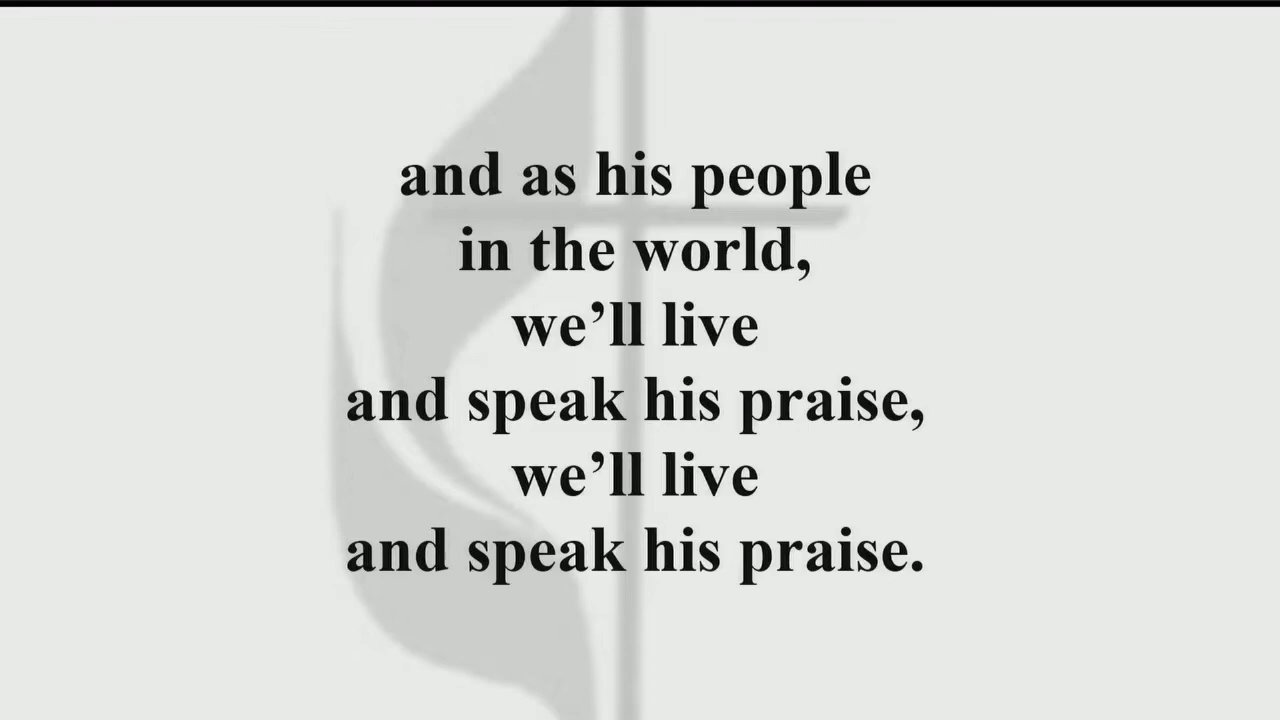 and as his people
in the world,
we’ll live
and speak his praise,
we’ll live
and speak his praise.